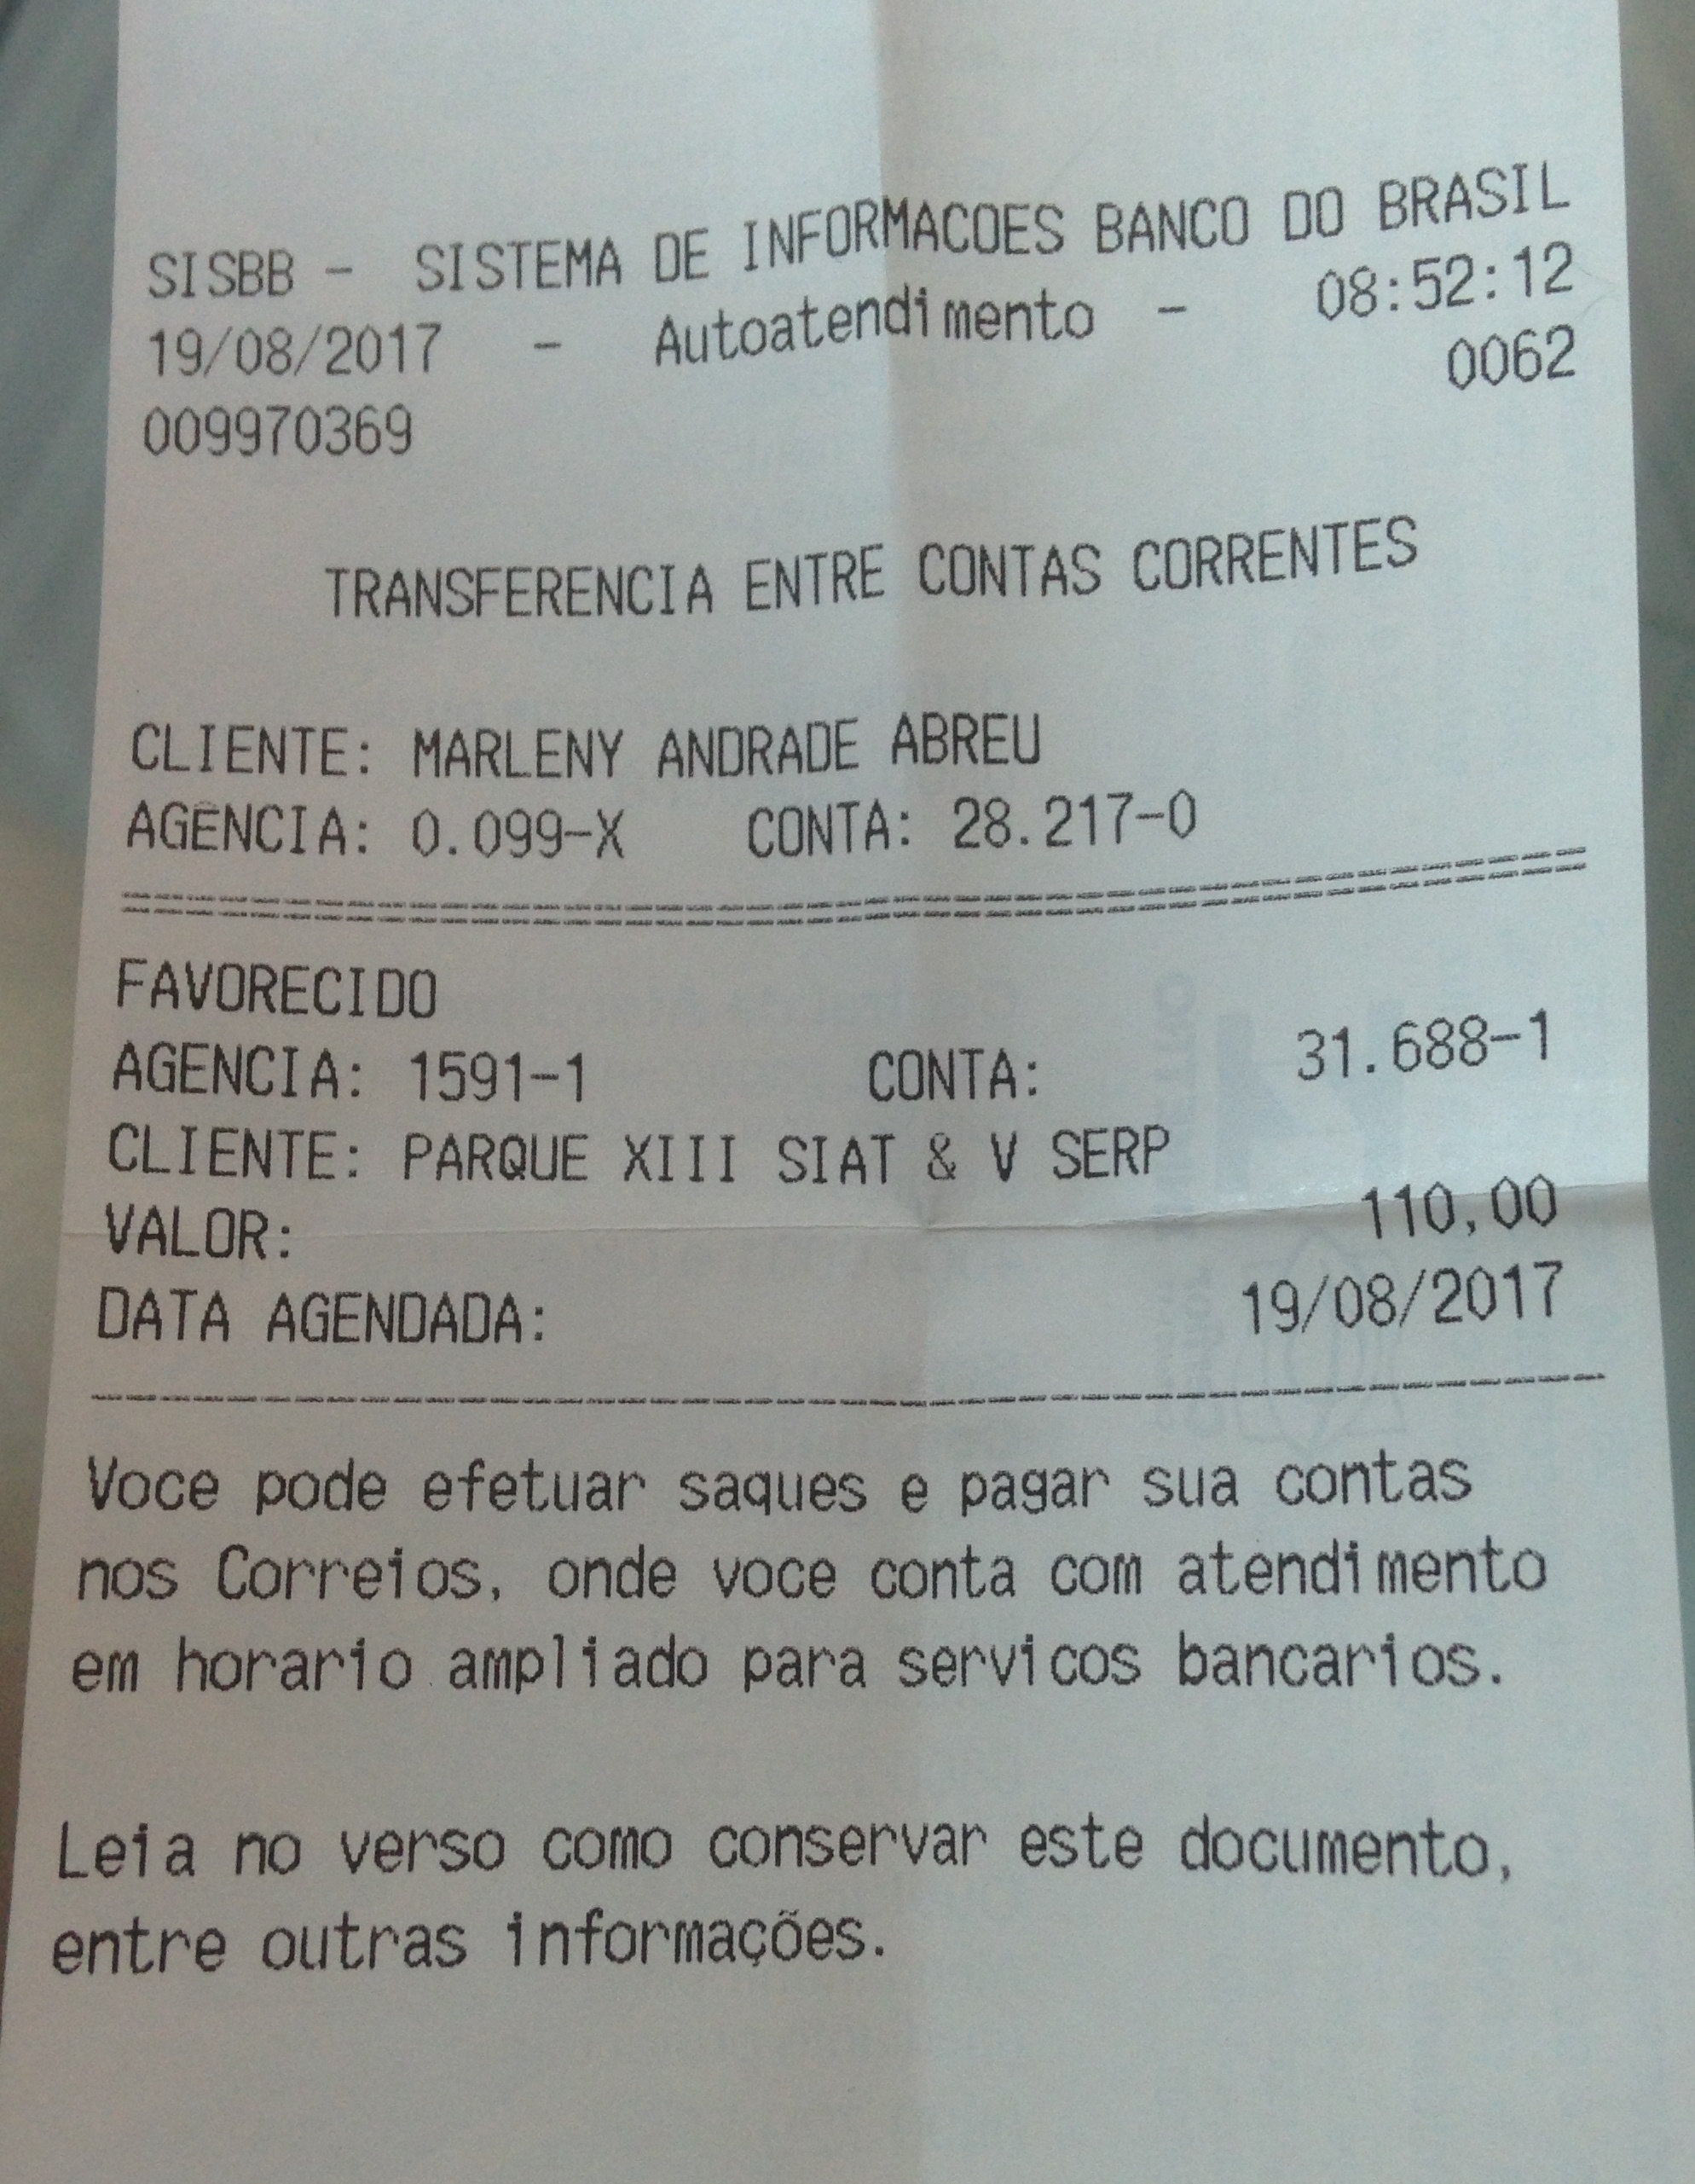 SISBB - SISTEMA DE INFORMACOES BANCO DO BRASIL
19/08/2017 - Autoatendimento - 08:52:12
009970369 0062
TRANSFERENCIA ENTRE CONTAS CORRENTES
CLIENTE: MARLENY ANDRADE ABREU
AGENCIA: 0.099-X CONTA: 28.217-0
FAVORECIDO
AGENCIA: 1591-1 CONTA: 31.688-1
CLIENTE: PARQUE XIII SIAT & V SERP
VALOR: 110,00
DATA AGENDADA: 19/08/2017
Voce pode efetuar saques e pagar sua contas
nos Correios, onde voce conta com atendimento
em horario ampliado para servicos bancarios.
Leia no verso como conservar este documento,
entre outras informações.